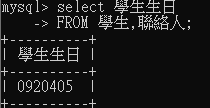 mysql> select 學生生日
    -> FROM 學生,聯絡人;
+----------+
| 學生生日 |
+----------+
| 0920405  |